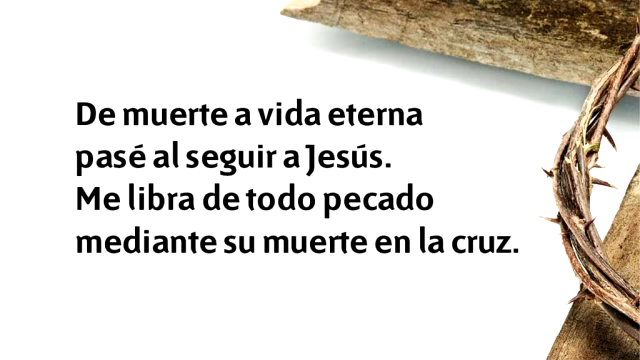 De muerte a vida eterna
pasé al seguir a Jesús.
Me libra de todo pecado
mediante su muerte en la cruz.